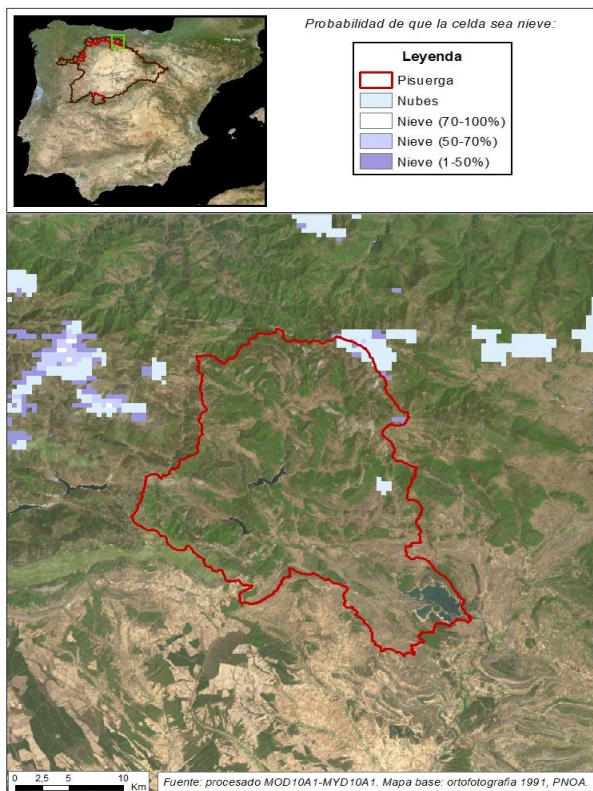 Probabilidad de que la celda sea nieve:
Leyenda
Pisuerga
Nubes
Nieve (70-100%)
Nieve (50-70%)
Nieve (1-50%)
0 2,5 5 10
Km
Fuente: procesado MOD10A1-MYD10A1. Mapa base: ortofotografia 1991, PNOA.